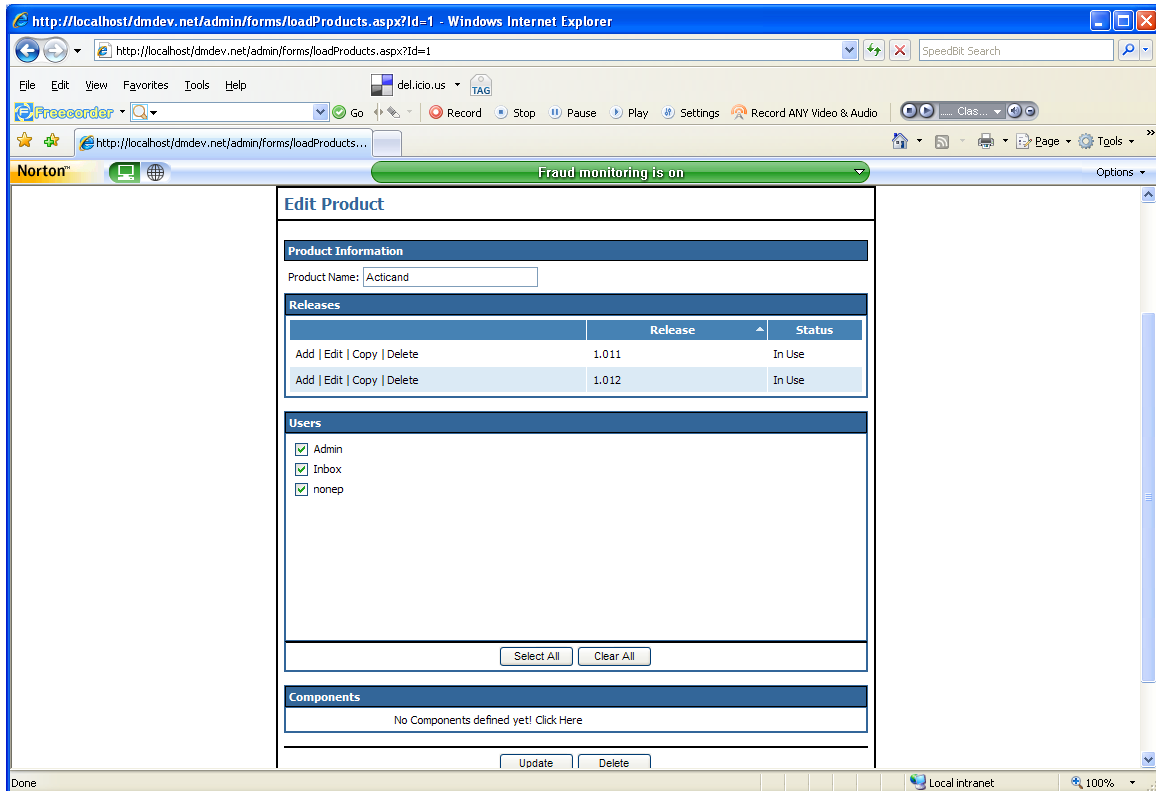 http://localhost/dmdev.net/admin/forms/loadProducts.aspx?Id=1 - Windows Internet Explorer
http://localhost/dmdev.net/admin/forms/loadProducts.aspx?Id=1 SpeedBit Search
File Edit View Favorites Tools Help del.icio.us TAG
Freecorder Go Record Stop Pause Play Settings Record ANY Video & Audio ..... Clas...
http://localhost/dmdev.net/admin/forms/loadProducts... Page Tools »
Norton™ Fraud monitoring is on Options
Edit Product
Product Information
Product Name: Acticand
Releases
Release Status
Add | Edit | Copy | Delete 1.011 In Use
Add | Edit | Copy | Delete 1.012 In Use
Users
Admin
Inbox
nonep
Select All Clear All
Components
No Components defined yet! Click Here
Update Delete
Done Local intranet 100%